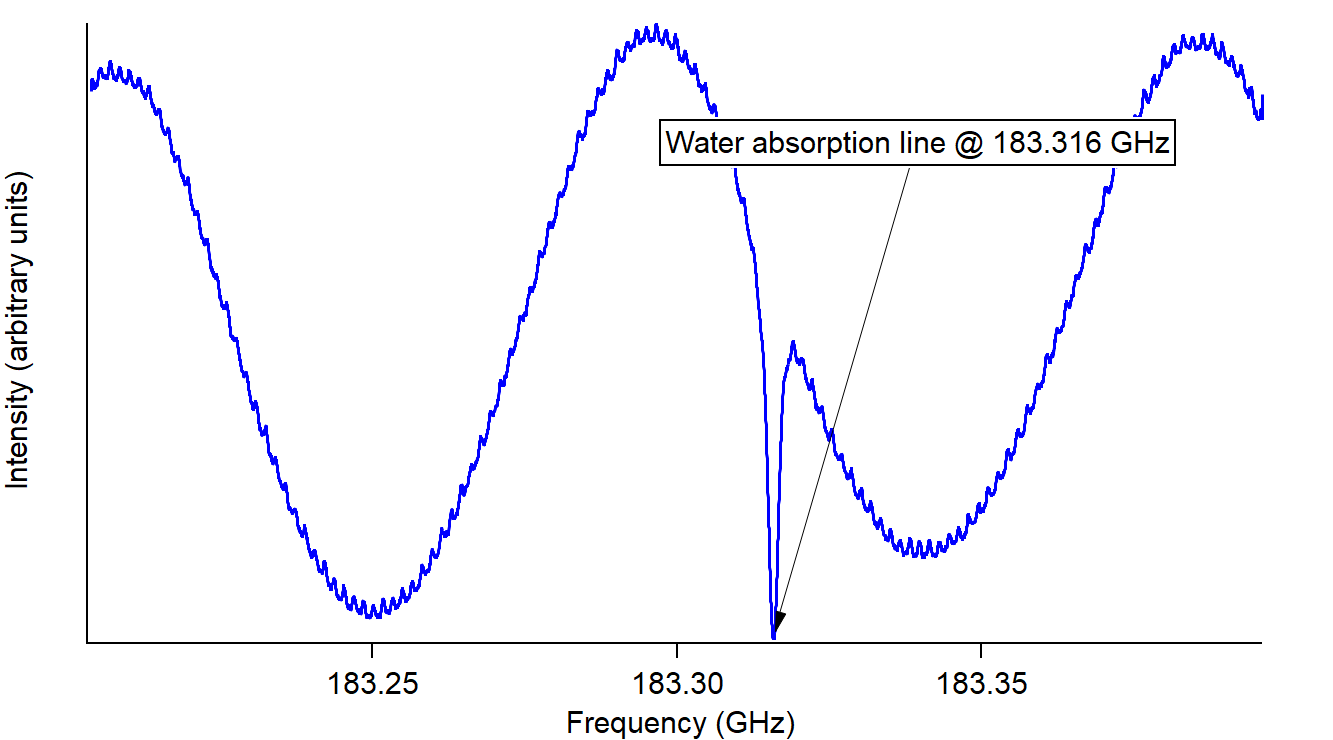 Intensity (arbitrary units)
Water absorption line @ 183.316 GHz
183.25
183.30
183.35
Frequency (GHz)